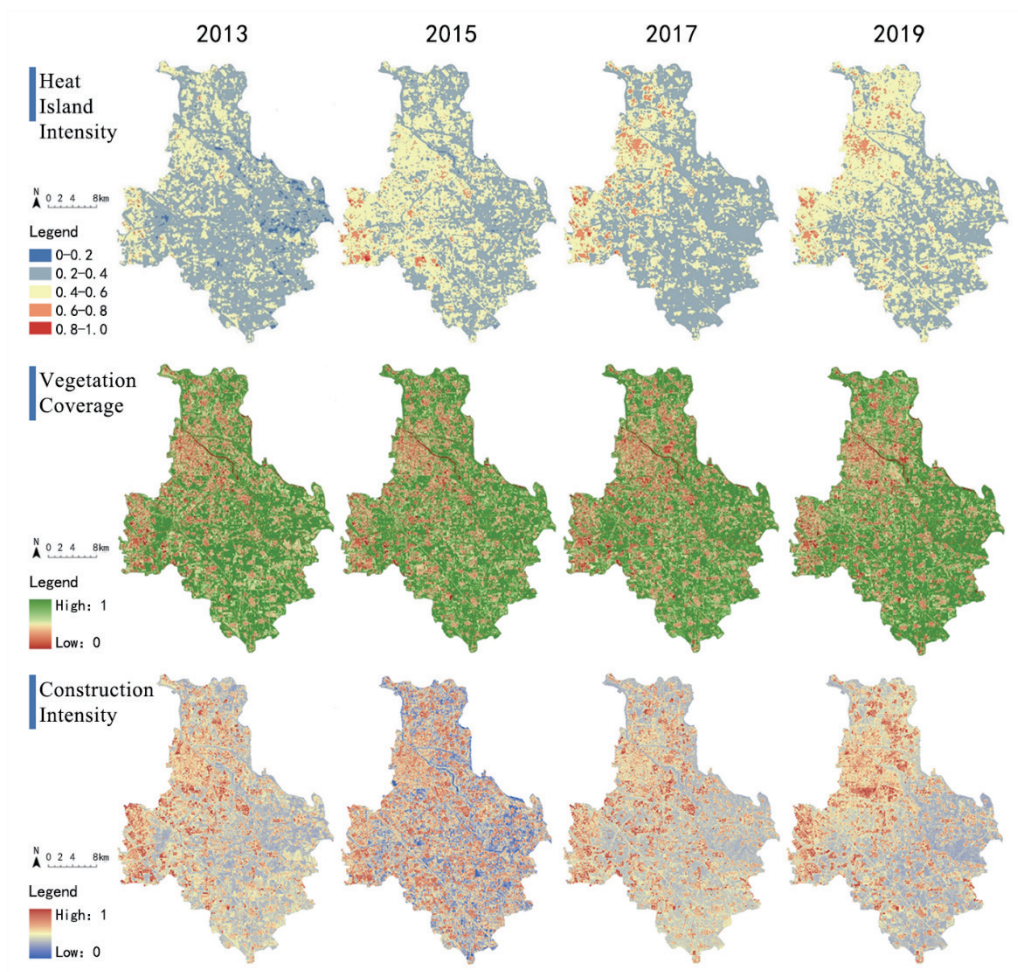 2013 2015 2017 2019
Heat
Island
Intensity
N
0 2 4 8km
Legend
0-0.2
0.2-0.4
0.4-0.6
0.6-0.8
0.8-1.0
Vegetation
Coverage
N
0 2 4 8km
Legend
High: 1
Low: 0
Construction
Intensity
N
0 2 4 8km
Legend
High: 1
Low: 0